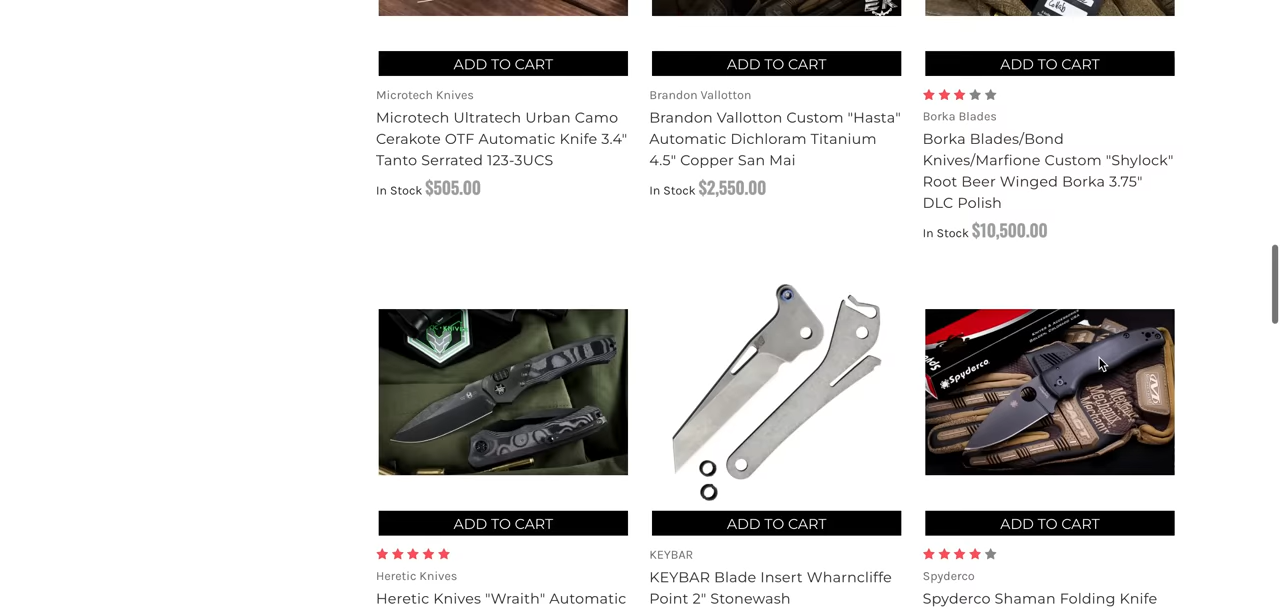 ADD TO CART
ADD TO CART
ADD TO CART
Microtech Knives
Microtech Ultratech Urban Camo
Cerakote OTF Automatic Knife 3.4"
Tanto Serrated 123-3UCS
In Stock $505.00
Brandon Vallotton
Brandon Vallotton Custom "Hasta"
Automatic Dichloram Titanium
4.5" Copper San Mai
In Stock $2,550.00
Borka Blades
Borka Blades/Bond
Knives/Marfione Custom "Shylock"
Root Beer Winged Borka 3.75"
DLC Polish
In Stock $10,500.00
Spyderco
Mechanix
ADD TO CART
ADD TO CART
ADD TO CART
Heretic Knives
Heretic Knives "Wraith" Automatic
KEYBAR
KEYBAR Blade Insert Wharncliffe
Point 2" Stonewash
Spyderco
Spyderco Shaman Folding Knife